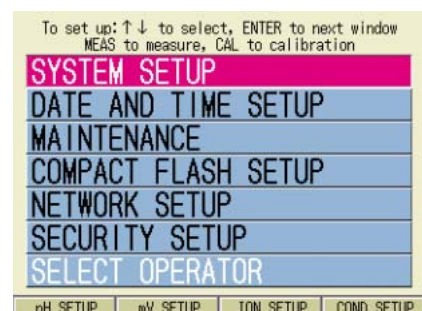 To set up:↑↓ to select, ENTER to next window
MEAS to measure, CAL to calibration
SYSTEM SETUP
DATE AND TIME SETUP
MAINTENANCE
COMPACT FLASH SETUP
NETWORK SETUP
SECURITY SETUP
SELECT OPERATOR
pH SETUP mV SETUP ION SETUP COND SETUP